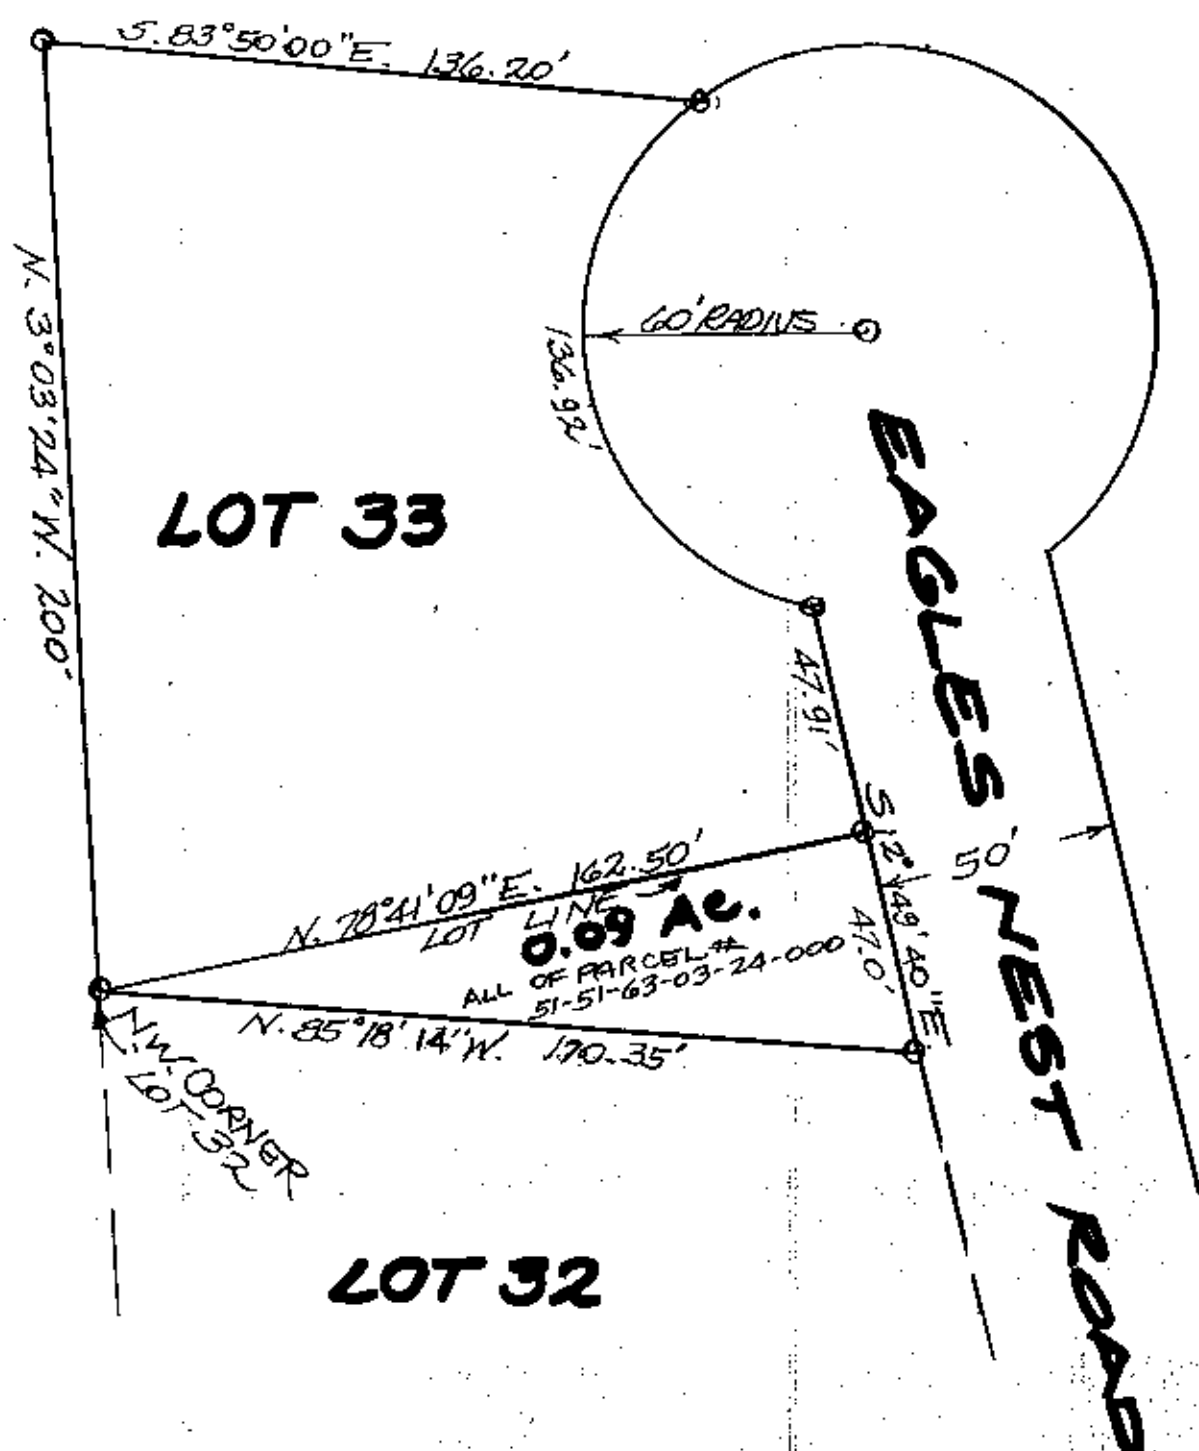 S. 83°50'00"E. 136.20'
N. 3°03'24"W. 200'
60' RADIUS
136.92'
LOT 33
EAGLES NEST ROAD
47.91'
S 12° 49' 40"E.
50'
N. 78°41'09"E. 162.50'
LOT LINE
0.09 AC.
ALL OF PARCEL #
51-51-63-03-24-000
47.0'
N. 85°18'14"W. 170.35'
N.W. CORNER
LOT 32
LOT 32